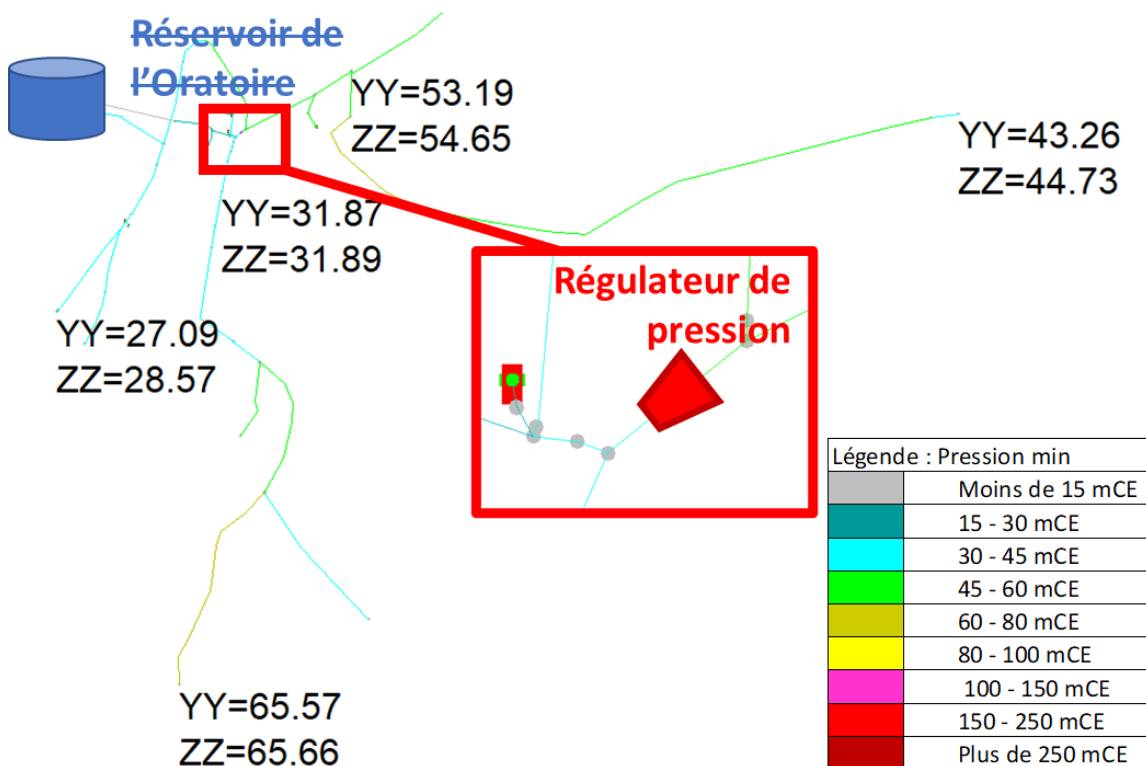 Réservoir de
l'Oratoire
YY=53.19
ZZ=54.65
YY=43.26
ZZ=44.73
YY=31.87
ZZ=31.89
Régulateur de
pression
YY=27.09
ZZ=28.57
YY=65.57
ZZ=65.66
Légende : Pression min
Moins de 15 mCE
15 - 30 mCE
30 - 45 mCE
45 - 60 mCE
60 - 80 mCE
80 - 100 mCE
100 - 150 mCE
150 - 250 mCE
Plus de 250 mCE